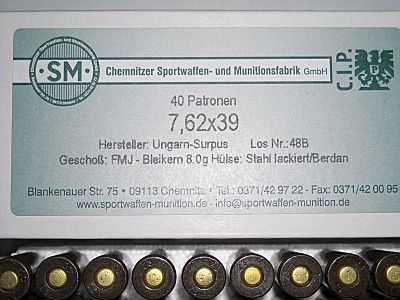 SM
Chemnitzer Sportwaffen- und Munitionsfabrik GmbH
C.I.P.
40 Patronen
7,62x39
Hersteller: Ungarn-Surpus Los Nr.:48B
Geschoß: FMJ - Bleikern 8.0g Hülse: Stahl lackiert/Berdan
Blankenauer Str. 75 • 09113 Chemnitz • Tel.: 0371/42 97 22 - Fax: 0371/42 00 95
www.sportwaffen-munition.de - info@sportwaffen-munition.de